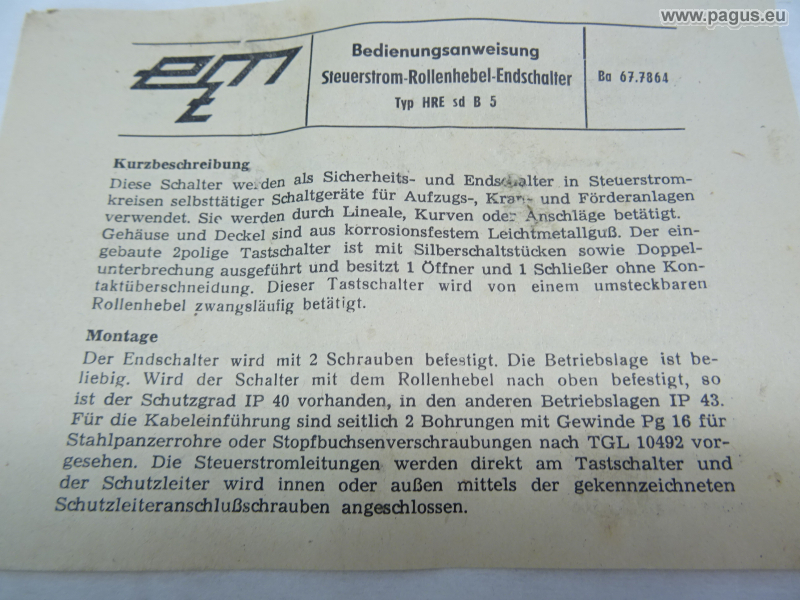 www.pagus.eu
Bedienungsanweisung
Steuerstrom-Rollenhebel-Endschalter
Typ HRE sd B 5
Ba 67.7864
Kurzbeschreibung
Diese Schalter werden als Sicherheits- und Endschalter in Steuerstrom-
kreisen selbsttätiger Schaltgeräte für Aufzugs-, Kran- und Förderanlagen
verwendet. Sie werden durch Lineale, Kurven oder Anschläge betätigt.
Gehäuse und Deckel sind aus korrosionsfestem Leichtmetallguß. Der ein-
gebaute 2polige Tastschalter ist mit Silberschaltstücken sowie Doppel-
unterbrechung ausgeführt und besitzt 1 Öffner und 1 Schließer ohne Kon-
taktüberschneidung. Dieser Tastschalter wird von einem umsteckbaren
Rollenhebel zwangsläufig betätigt.
Montage
Der Endschalter wird mit 2 Schrauben befestigt. Die Betriebslage ist be-
liebig. Wird der Schalter mit dem Rollenhebel nach oben befestigt, so
ist der Schutzgrad IP 40 vorhanden, in den anderen Betriebslagen IP 43.
Für die Kabeleinführung sind seitlich 2 Bohrungen mit Gewinde Pg 16 für
Stahlpanzerrohre oder Stopfbuchsenverschraubungen nach TGL 10492 vor-
gesehen. Die Steuerstromleitungen werden direkt am Tastschalter und
der Schutzleiter wird innen oder außen mittels der gekennzeichneten
Schutzleiteranschlußschrauben angeschlossen.